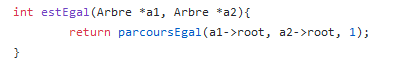 int estEgal(Arbre *a1, Arbre *a2){
return parcoursEgal(a1->root, a2->root, 1);
}